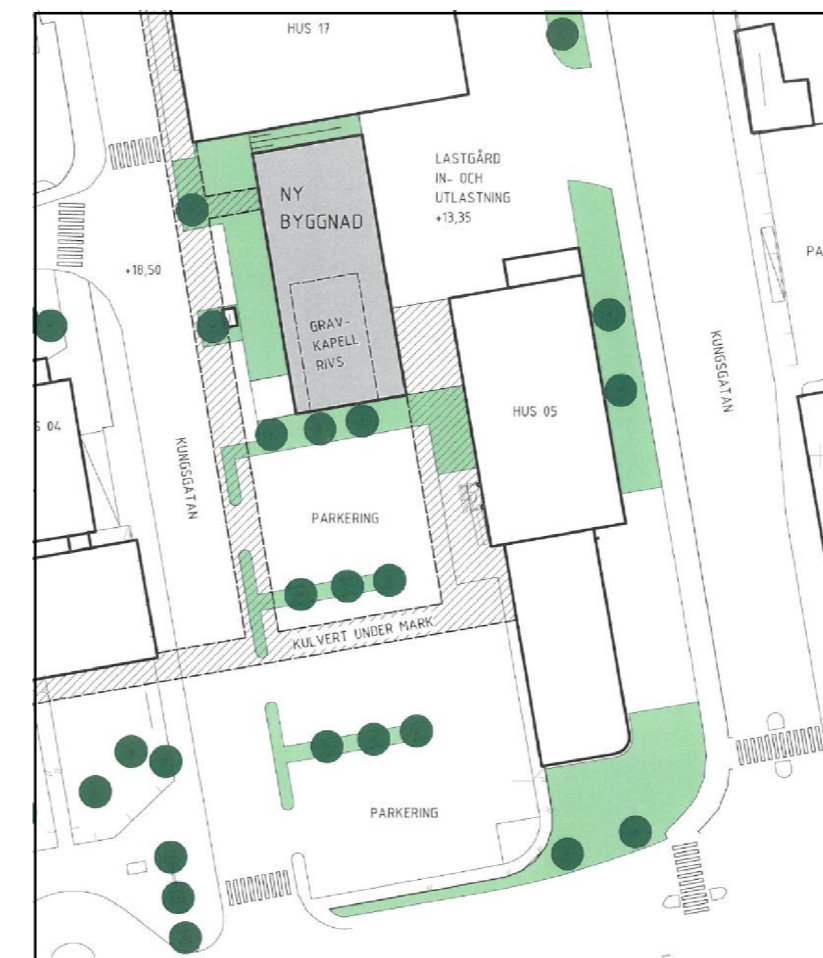 HUS 17
LASTGÅRD
IN- OCH
UTLASTNING
+13,35
NY
BYGGNAD
+18,50
PA
GRAV-
KAPELL
RIVS
KUNGSGATAN
HUS 05
S 04
KUNGSGATAN
PARKERING
KULVERT UNDER MARK
PARKERING